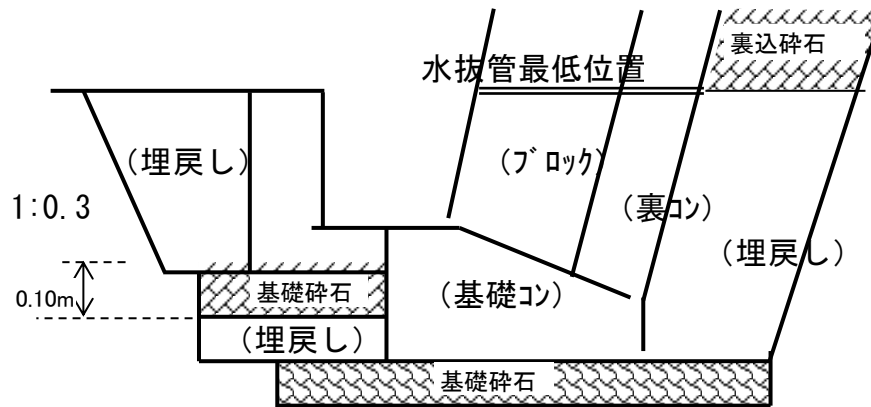 裏込砕石
水抜管最低位置
(埋戻し)
(ﾌﾞﾛｯｸ)
1:0.3
(裏ｺﾝ)
(埋戻し)
0.10m
基礎砕石
(基礎ｺﾝ)
(埋戻し)
基礎砕石